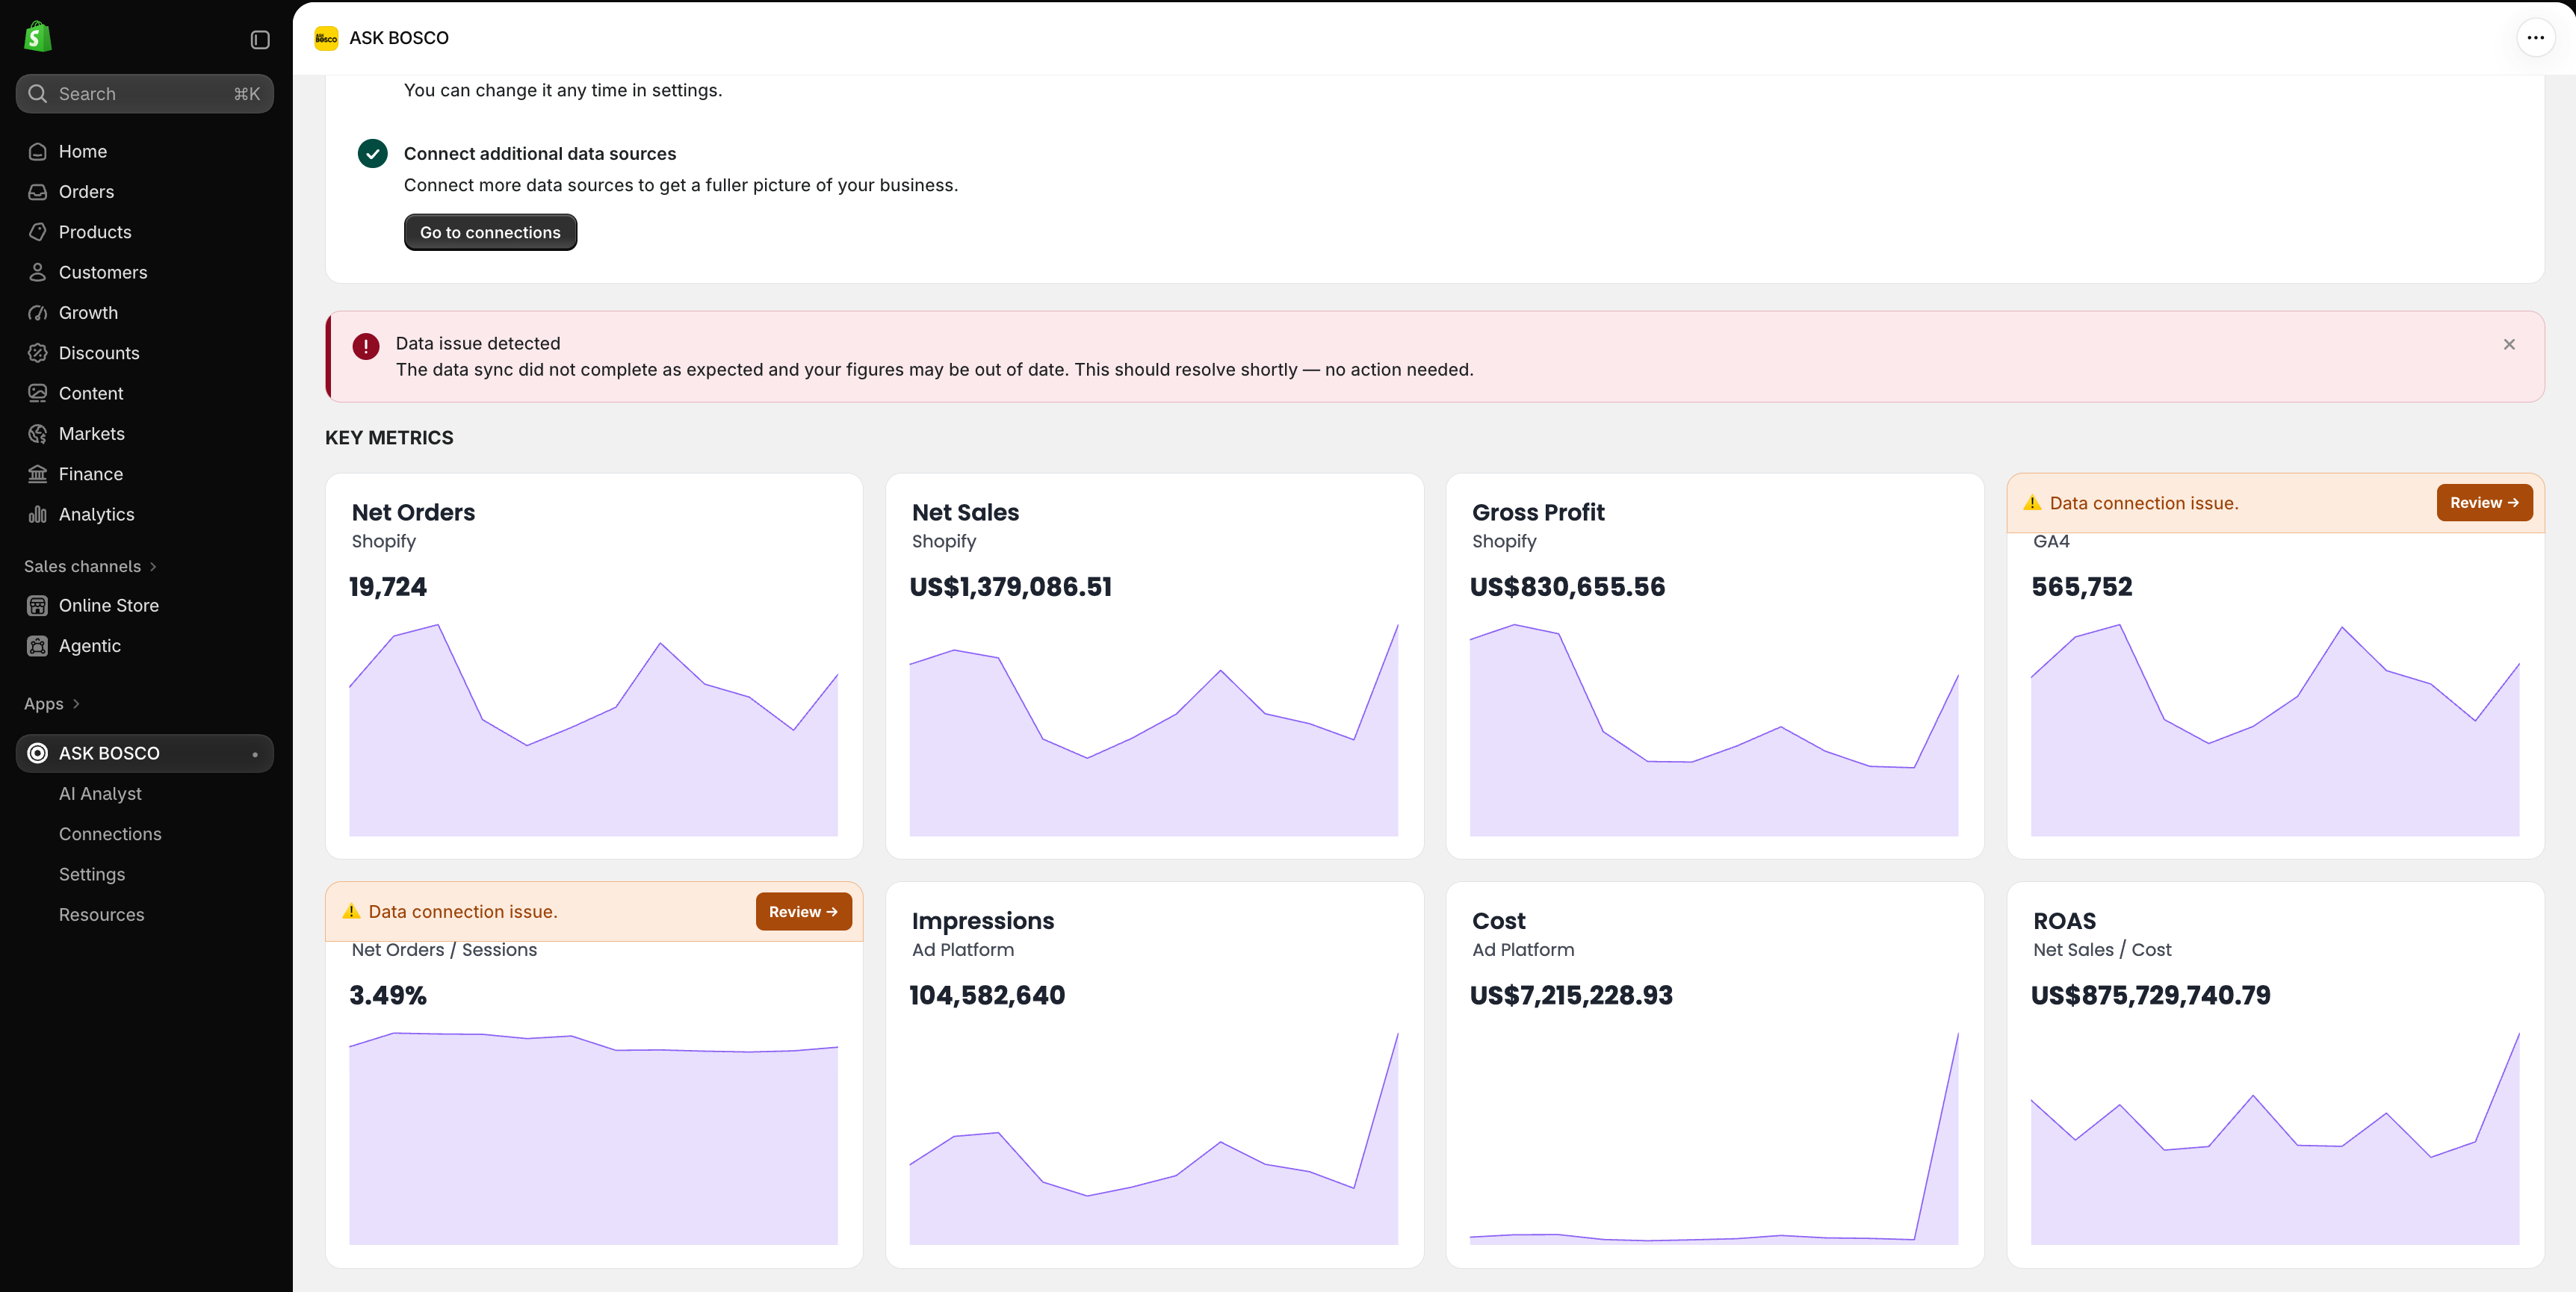 ASK BOSCO
Search ⌘K
Home
Orders
Products
Customers
Growth
Discounts
Content
Markets
Finance
Analytics
Sales channels
Online Store
Agentic
Apps
ASK BOSCO
AI Analyst
Connections
Settings
Resources
ASK BOSCO
You can change it any time in settings.
Connect additional data sources
Connect more data sources to get a fuller picture of your business.
Go to connections
Data issue detected
The data sync did not complete as expected and your figures may be out of date. This should resolve shortly — no action needed.
KEY METRICS
Net Orders
Shopify
19,724
Net Sales
Shopify
US$1,379,086.51
Gross Profit
Shopify
US$830,655.56
Data connection issue. Review →
GA4
565,752
Data connection issue. Review →
Net Orders / Sessions
3.49%
Impressions
Ad Platform
104,582,640
Cost
Ad Platform
US$7,215,228.93
ROAS
Net Sales / Cost
US$875,729,740.79